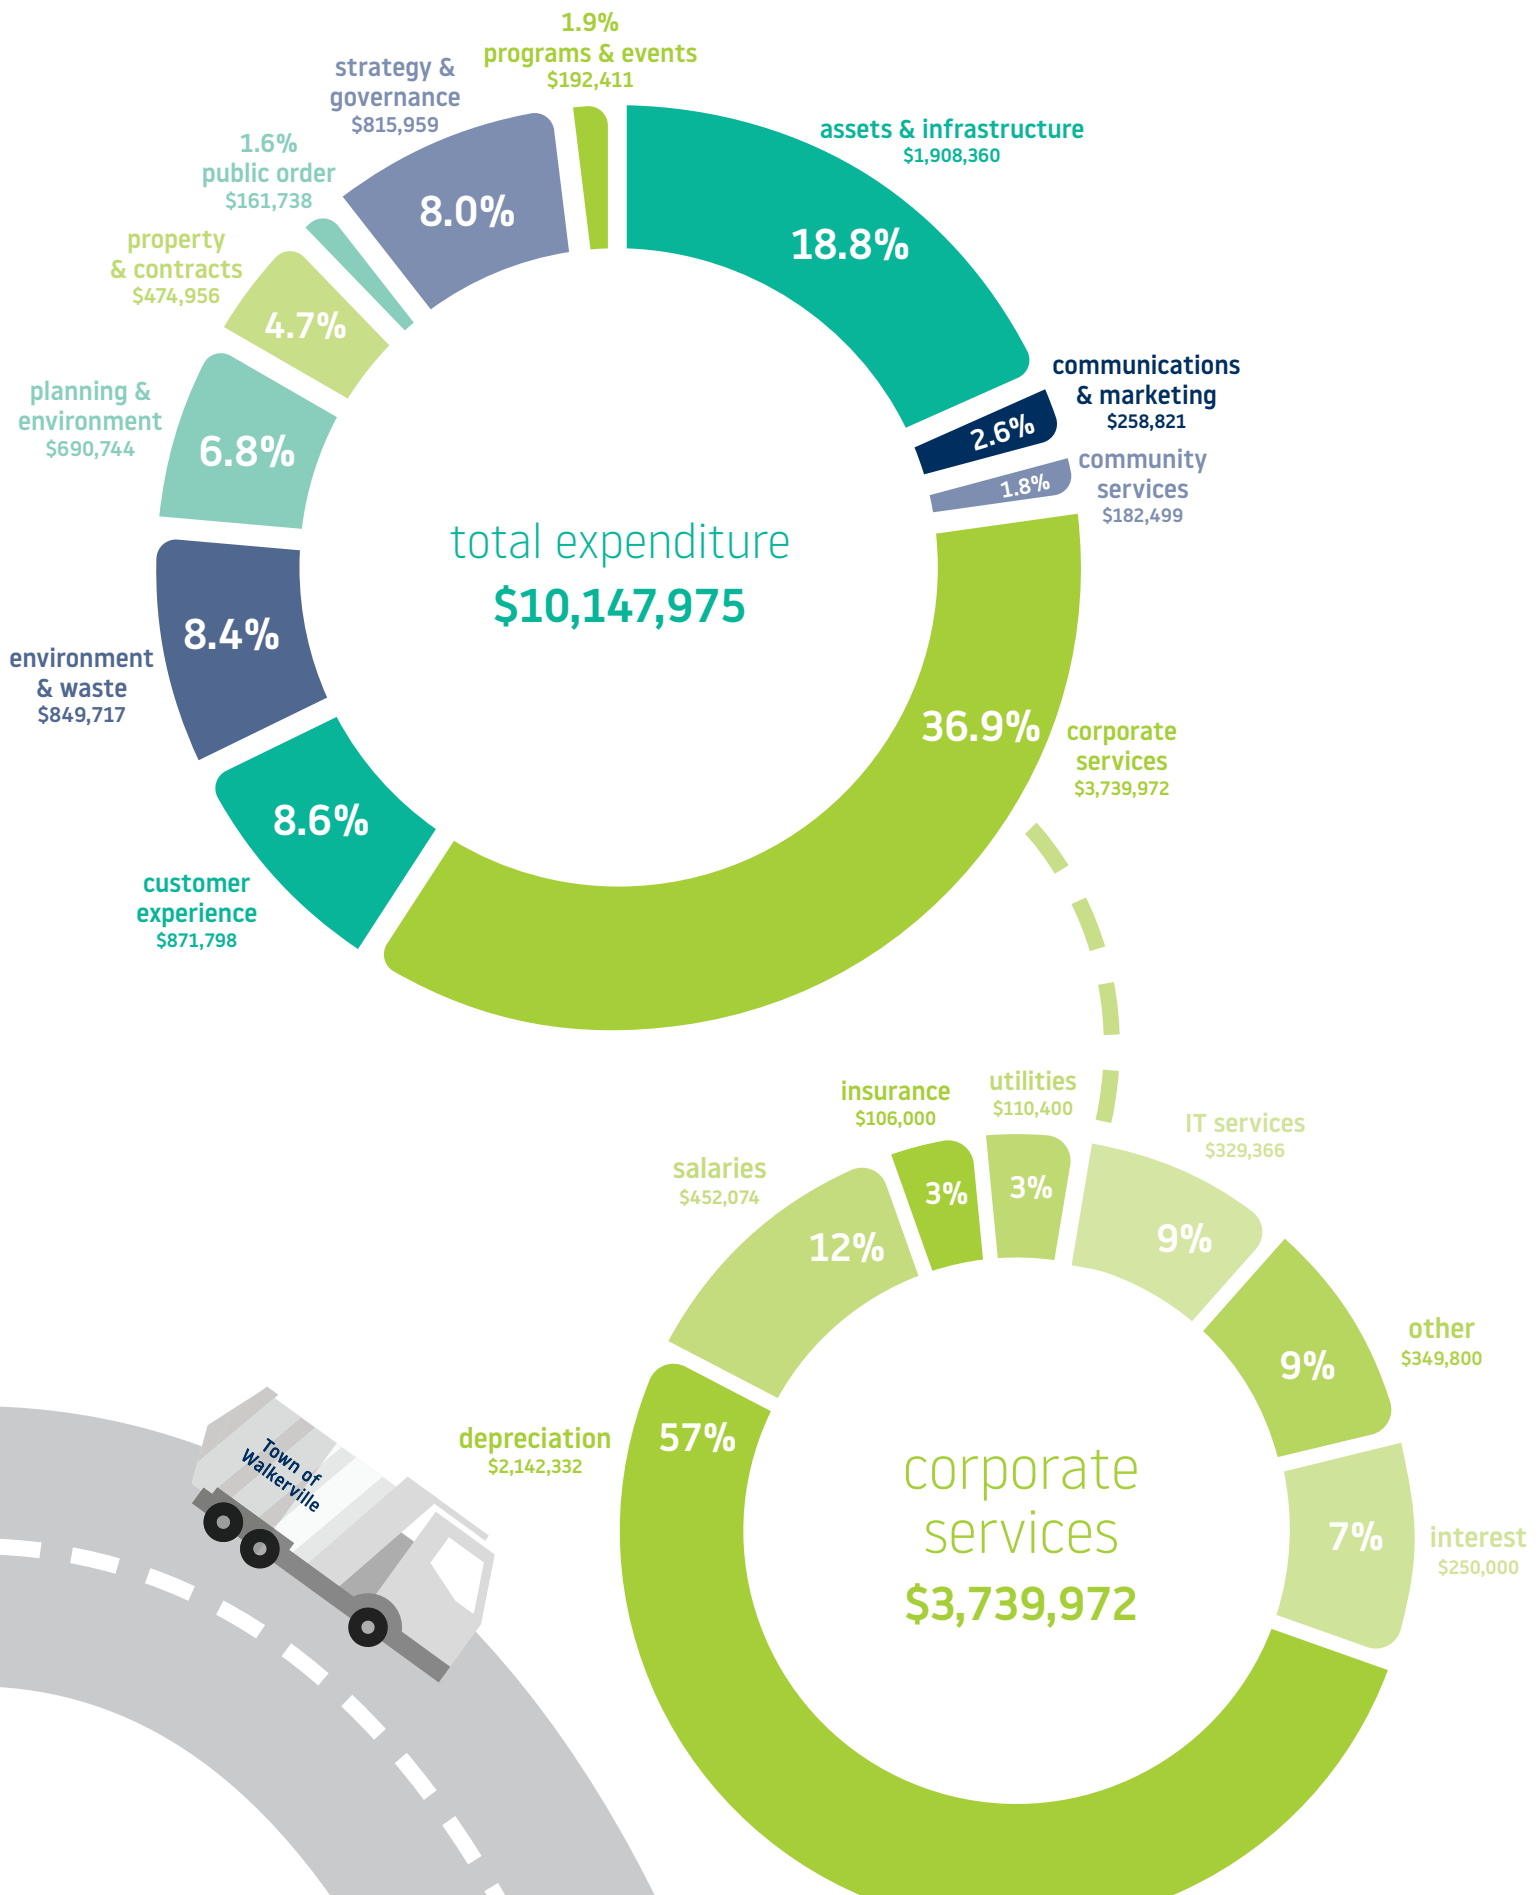 1.9%
programs & events
$192,411
strategy &
governance
$815,959
8.0%
1.6%
public order
$161,738
property
& contracts
$474,956
4.7%
planning &
environment
$690,744
6.8%
environment
& waste
$849,717
8.4%
customer
experience
$871,798
8.6%
assets & infrastructure
$1,908,360
18.8%
communications
& marketing
$258,821
2.6%
community
services
$182,499
1.8%
total expenditure
$10,147,975
36.9%
corporate
services
$3,739,972
insurance
$106,000
3%
utilities
$110,400
3%
IT services
$329,366
9%
salaries
$452,074
12%
other
$349,800
9%
depreciation
$2,142,332
57%
corporate
services
$3,739,972
7%
interest
$250,000
Town of
Walkerville